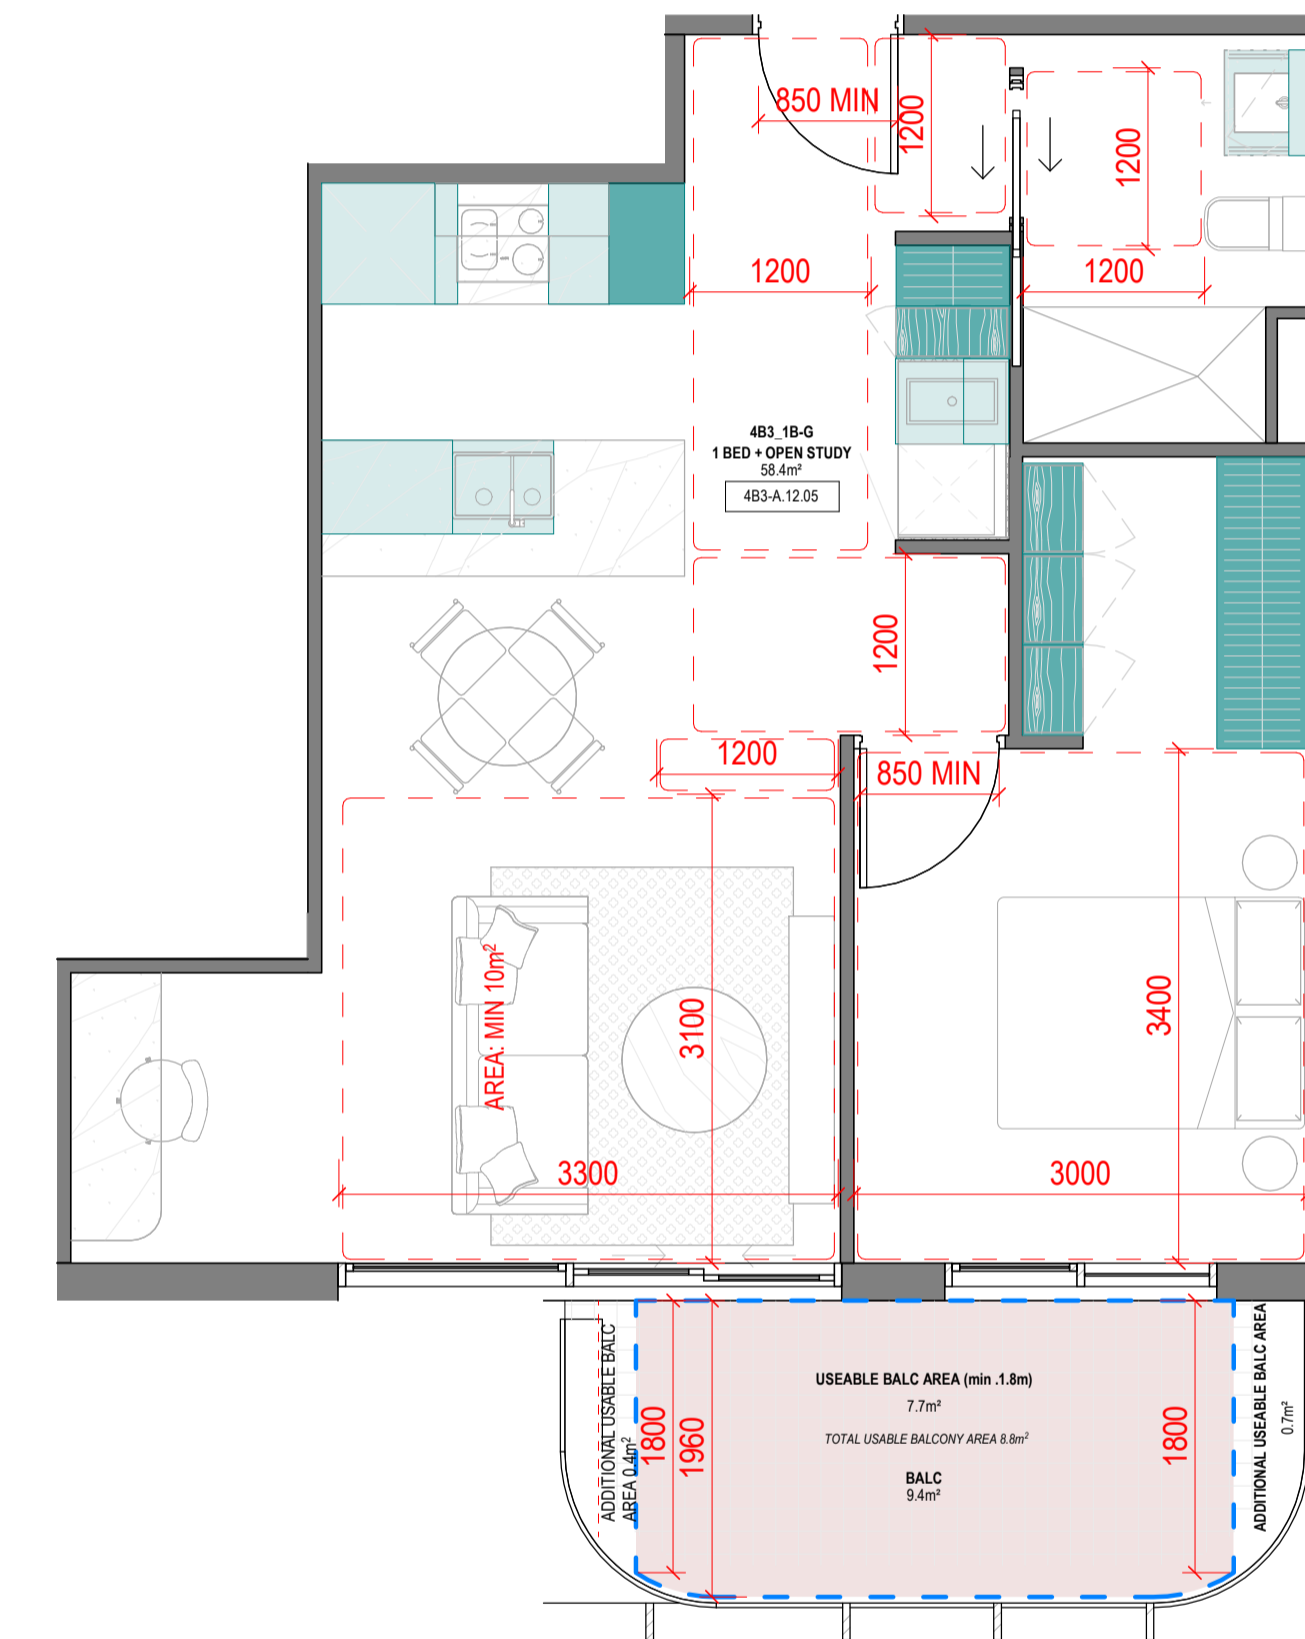 850 MIN
1200
1200
1200
1200
4B3_1B-G
1 BED + OPEN STUDY
58.4m²
4B3-A.12.05
1200
1200
850 MIN
AREA: MIN 10m²
3100
3400
3300
3000
ADDITIONAL USABLE BALC
AREA 0.4m²
1800
1960
USEABLE BALC AREA (min .1.8m)
7.7m²
TOTAL USABLE BALCONY AREA 8.8m²
BALC
9.4m²
1800
ADDITIONAL USEABLE BALC AREA
0.7m²